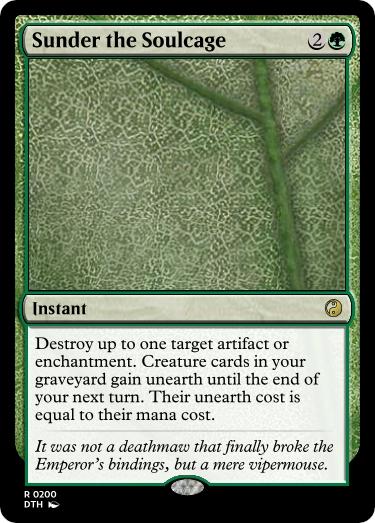 Sunder the Soulcage 2
Instant
Destroy up to one target artifact or
enchantment. Creature cards in your
graveyard gain unearth until the end of
your next turn. Their unearth cost is
equal to their mana cost.
It was not a deathmaw that finally broke the
Emperor's bindings, but a mere vipermouse.
R 0200
DTH